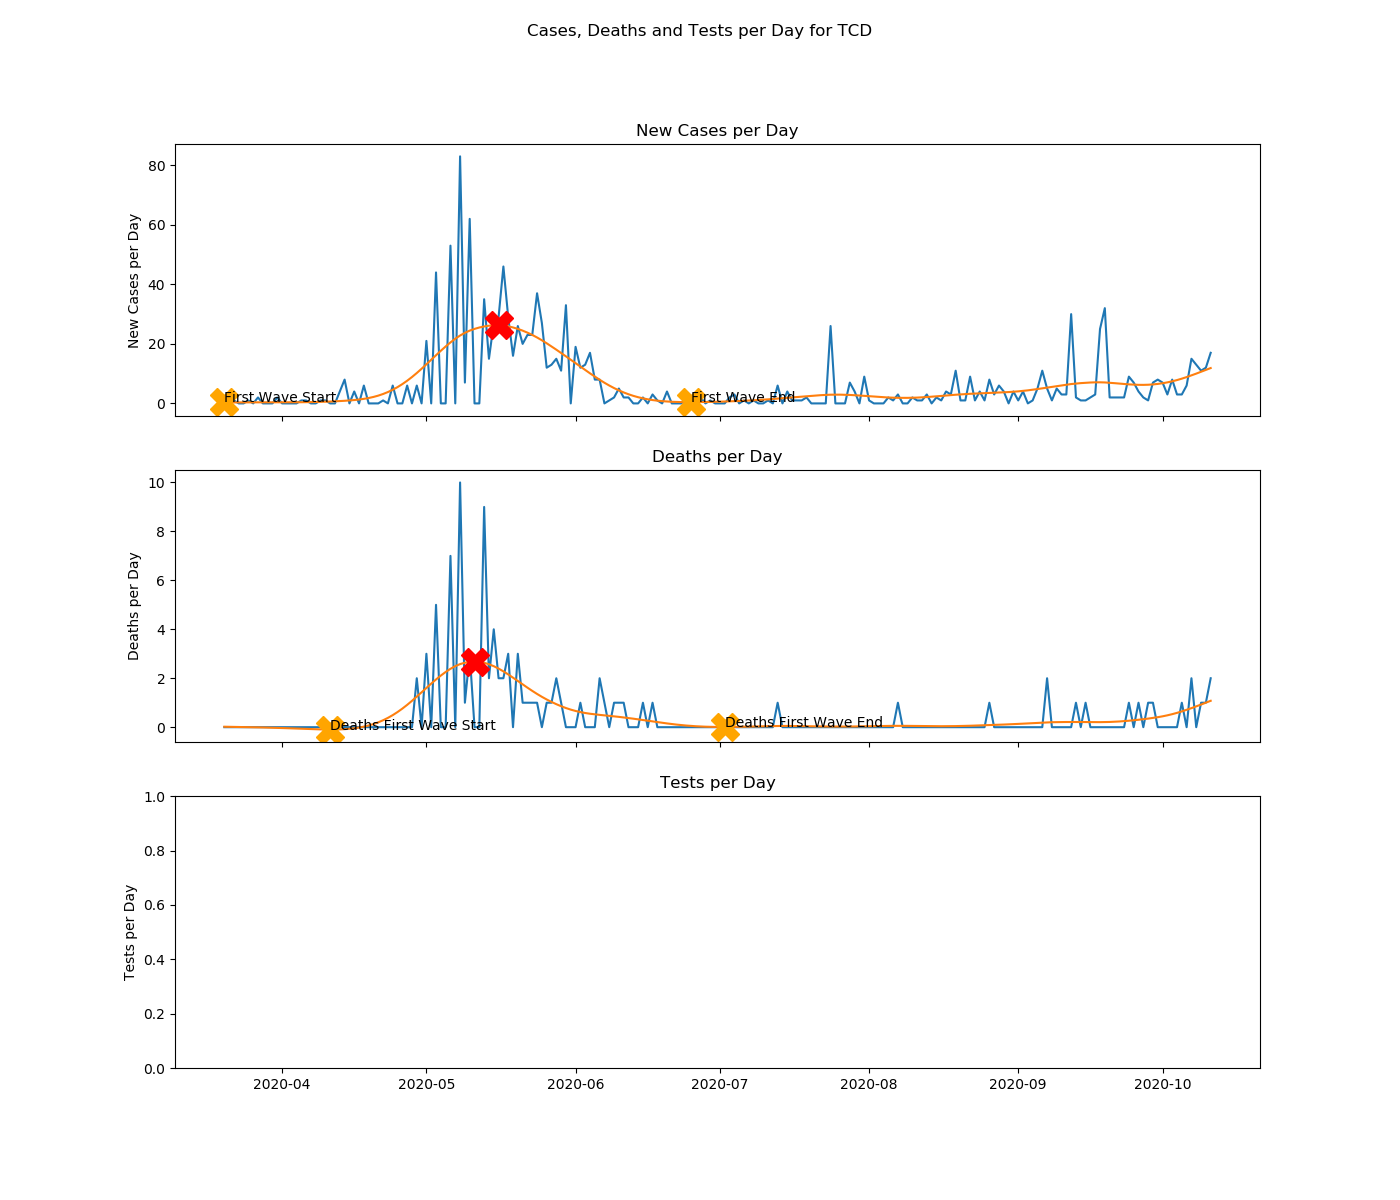 Cases, Deaths and Tests per Day for TCD
New Cases per Day
New Cases per Day
80
60
40
20
0
First Wave Start
First Wave End
Deaths per Day
Deaths per Day
10
8
6
4
2
0
Deaths First Wave Start
Deaths First Wave End
Tests per Day
Tests per Day
1.0
0.8
0.6
0.4
0.2
0.0
2020-04 2020-05 2020-06 2020-07 2020-08 2020-09 2020-10